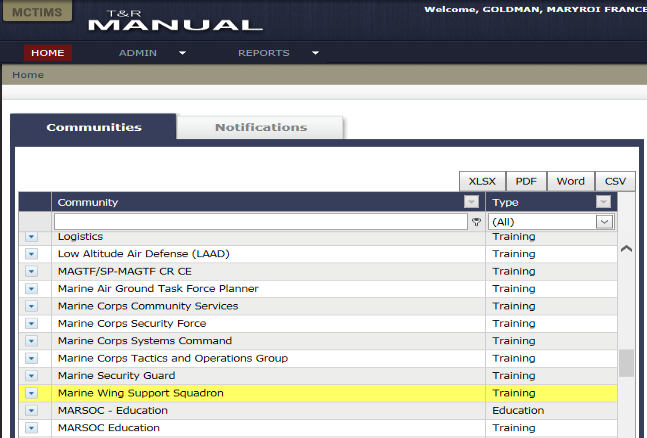 MCTIMS
T&R
MANUAL
Welcome, GOLDMAN, MARYROI FRANCE
HOME ADMIN REPORTS
Home
Communities Notifications
XLSX PDF Word CSV
Community Type
(All)
Logistics Training
Low Altitude Air Defense (LAAD) Training
MAGTF/SP-MAGTF CR CE Training
Marine Air Ground Task Force Planner Training
Marine Corps Community Services Training
Marine Corps Security Force Training
Marine Corps Systems Command Training
Marine Corps Tactics and Operations Group Training
Marine Security Guard Training
Marine Wing Support Squadron Training
MARSOC - Education Education
MARSOC Education Training